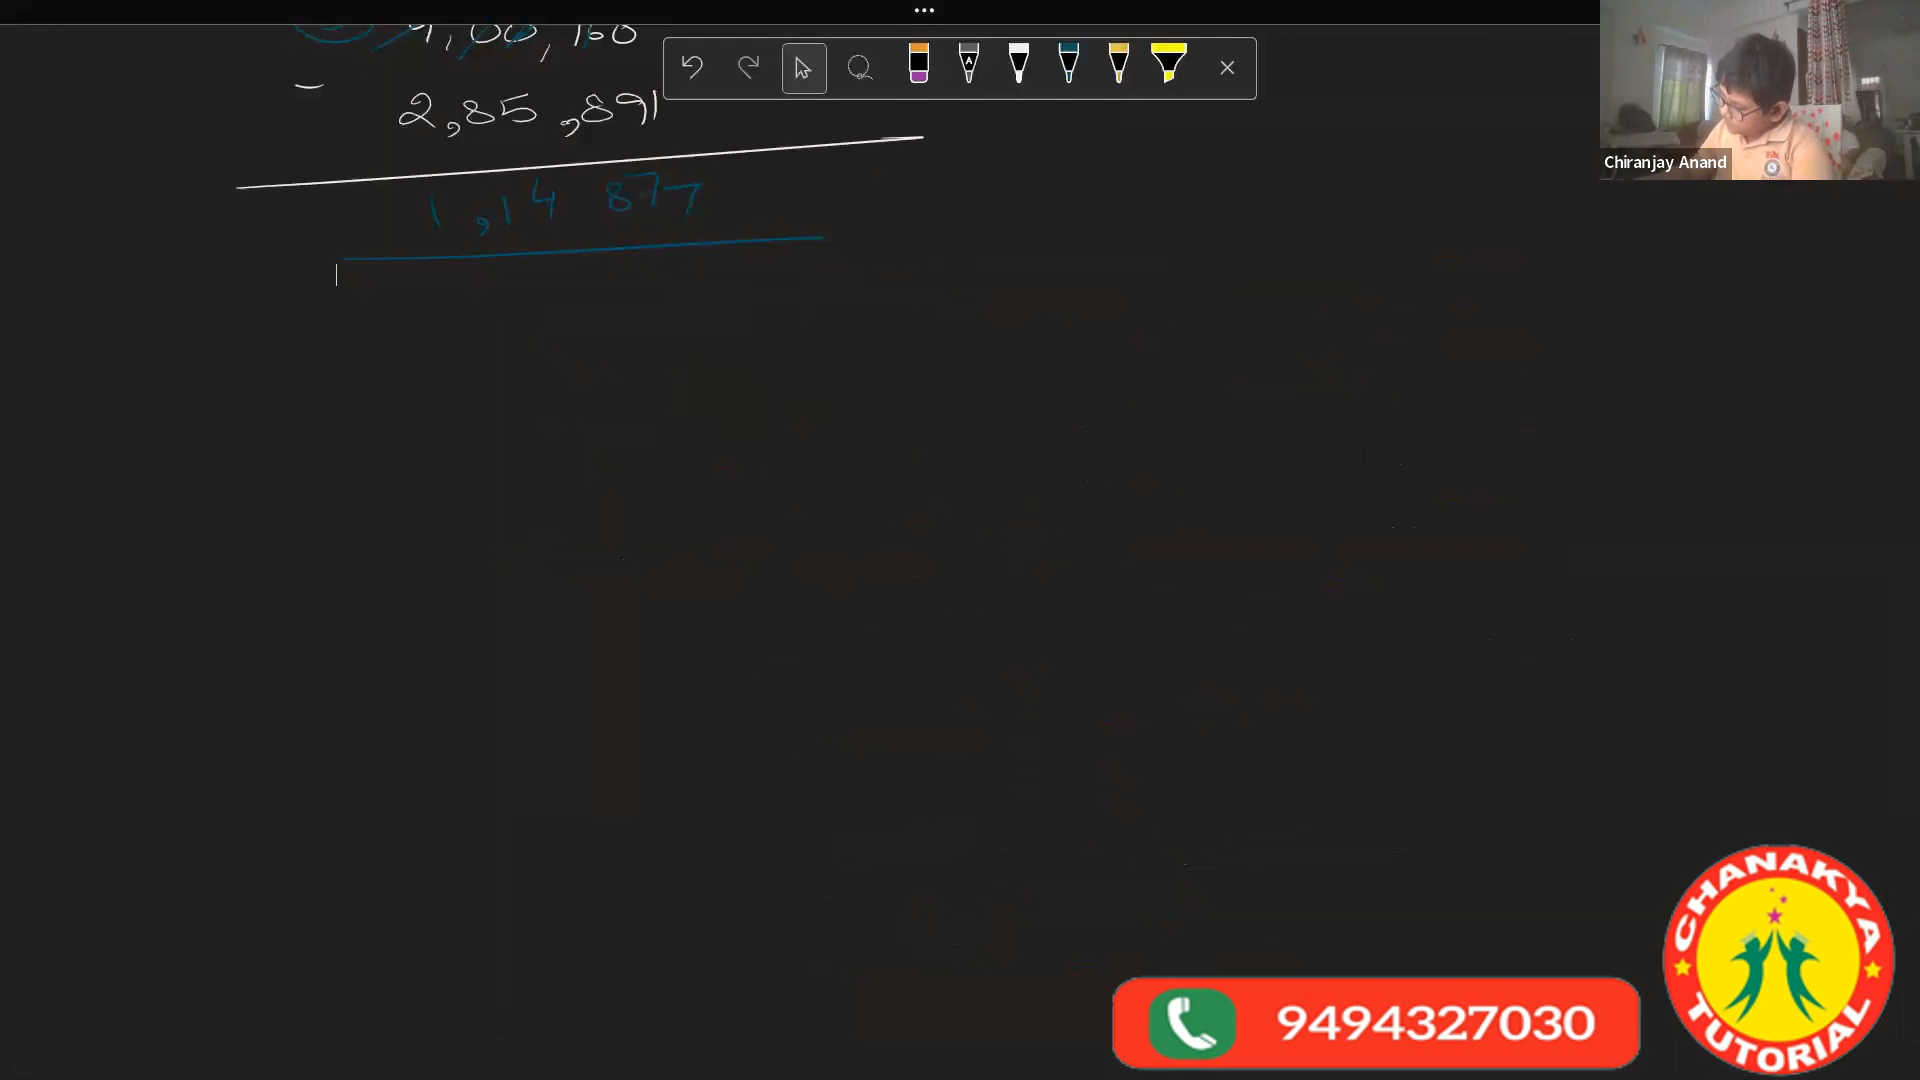 - 2,85,891
1,14 877
Chiranjay Anand
9494327030
CHANAKYA
TUTORIAL